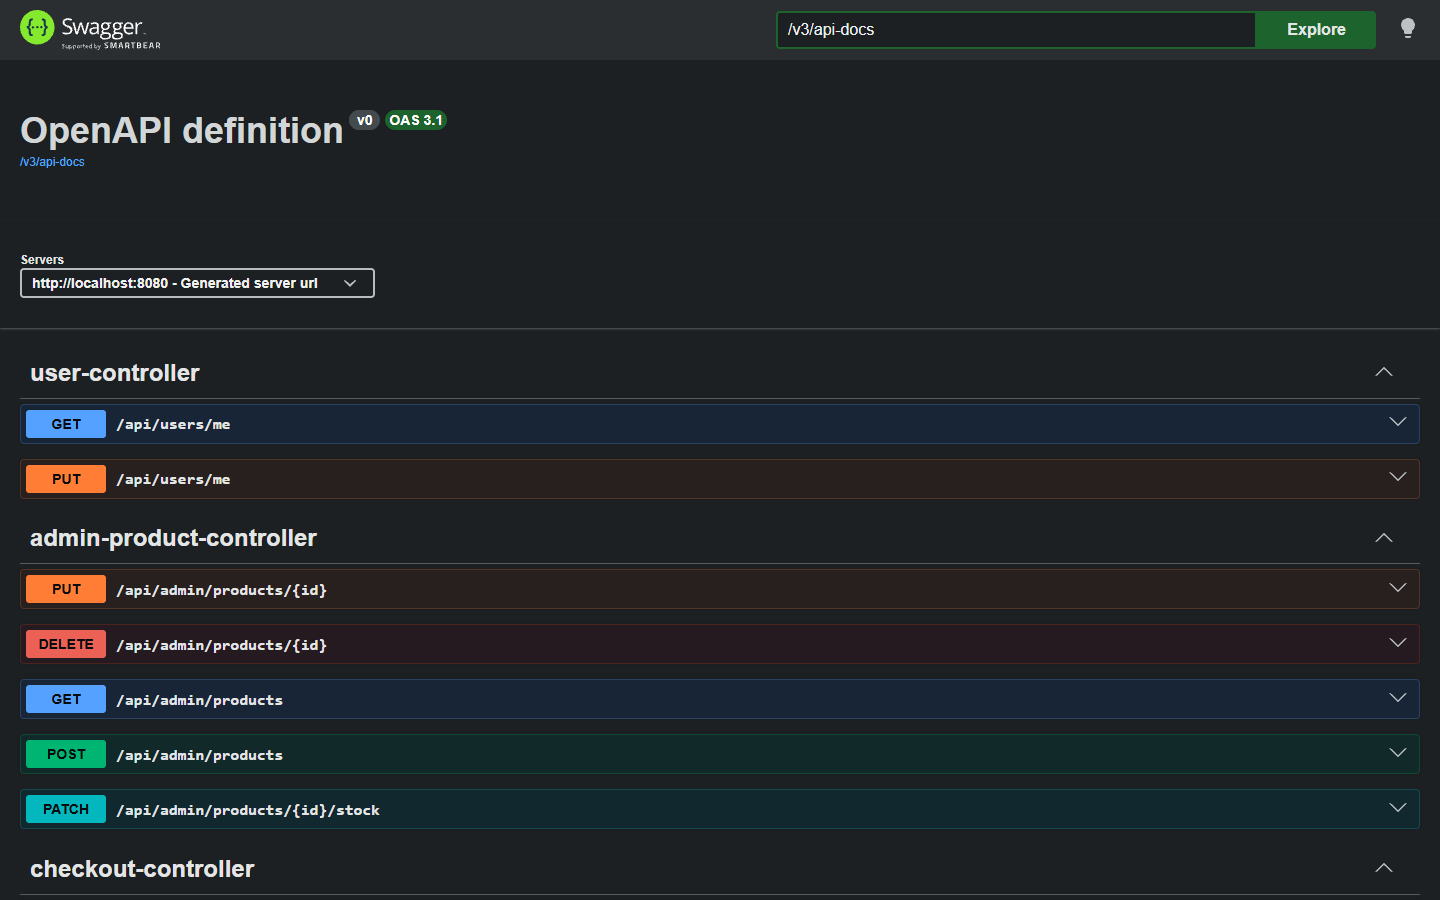 Swagger
Supported by SMARTBEAR
/v3/api-docs
Explore
OpenAPI definition v0 OAS 3.1
/v3/api-docs
Servers
http://localhost:8080 - Generated server url
user-controller
GET /api/users/me
PUT /api/users/me
admin-product-controller
PUT /api/admin/products/{id}
DELETE /api/admin/products/{id}
GET /api/admin/products
POST /api/admin/products
PATCH /api/admin/products/{id}/stock
checkout-controller